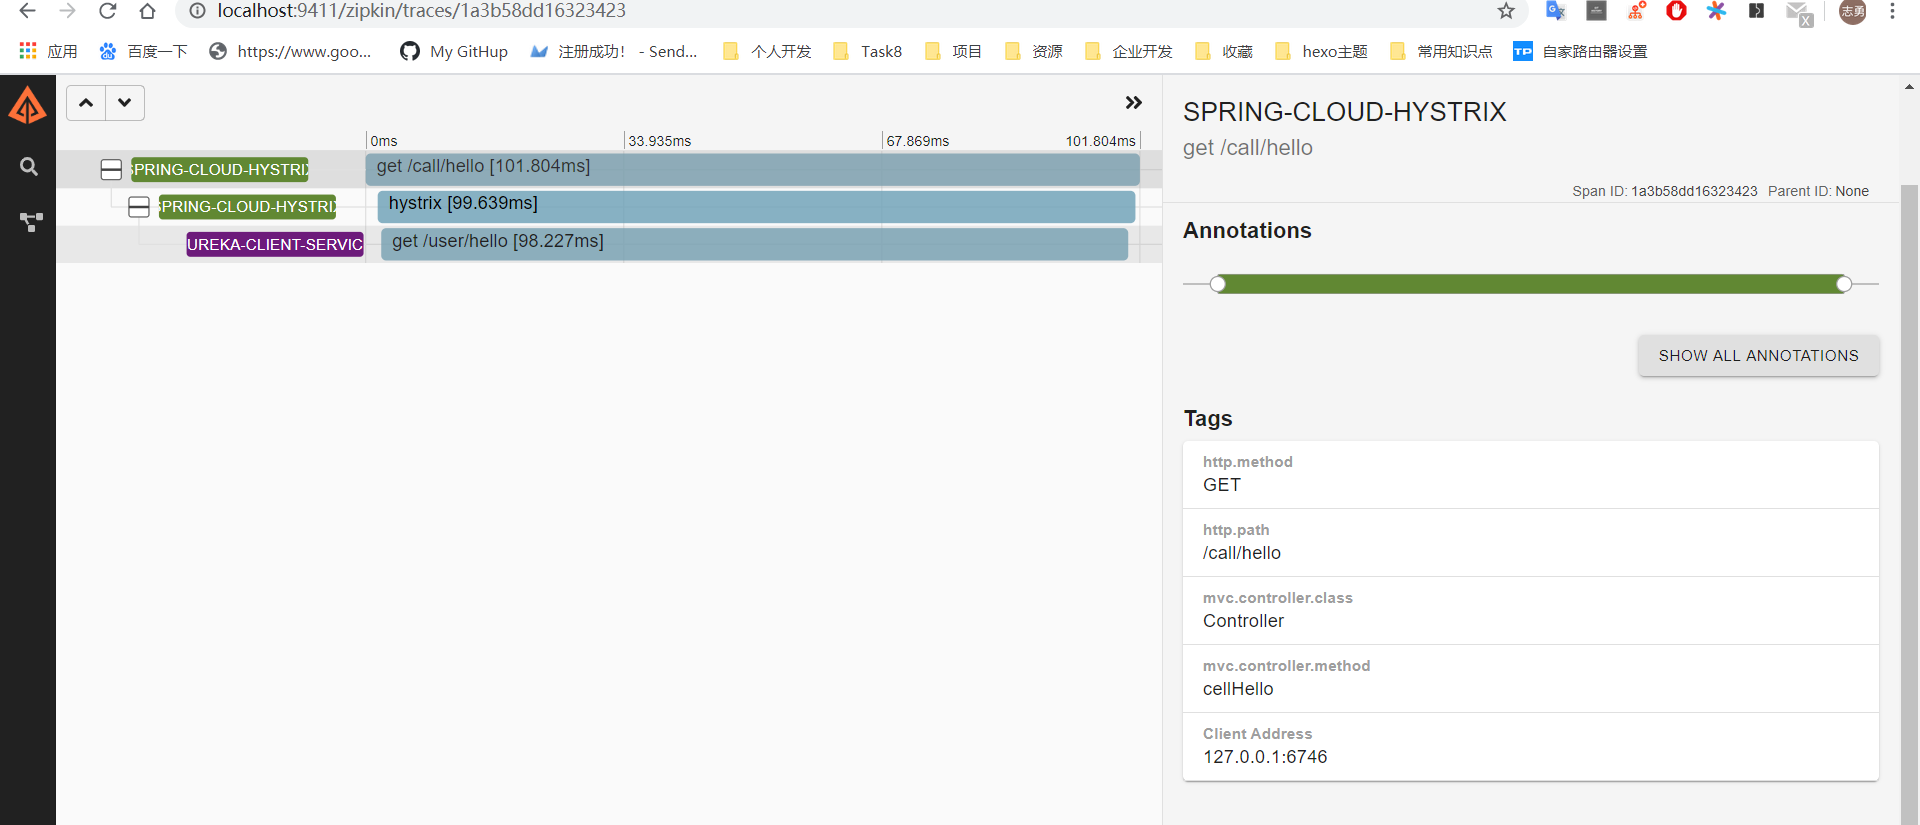 localhost:9411/zipkin/traces/1a3b58dd16323423
志勇
应用
百度一下
https://www.goo...
My GitHup
注册成功! - Send...
个人开发
Task8
项目
资源
企业开发
收藏
hexo主题
常用知识点
TP
自家路由器设置
0ms
33.935ms
67.869ms
101.804ms
SPRING-CLOUD-HYSTRIX
get /call/hello [101.804ms]
SPRING-CLOUD-HYSTRIX
hystrix [99.639ms]
UREKA-CLIENT-SERVIC
get /user/hello [98.227ms]
SPRING-CLOUD-HYSTRIX
get /call/hello
Span ID: 1a3b58dd16323423 Parent ID: None
Annotations
SHOW ALL ANNOTATIONS
Tags
http.method
GET
http.path
/call/hello
mvc.controller.class
Controller
mvc.controller.method
cellHello
Client Address
127.0.0.1:6746